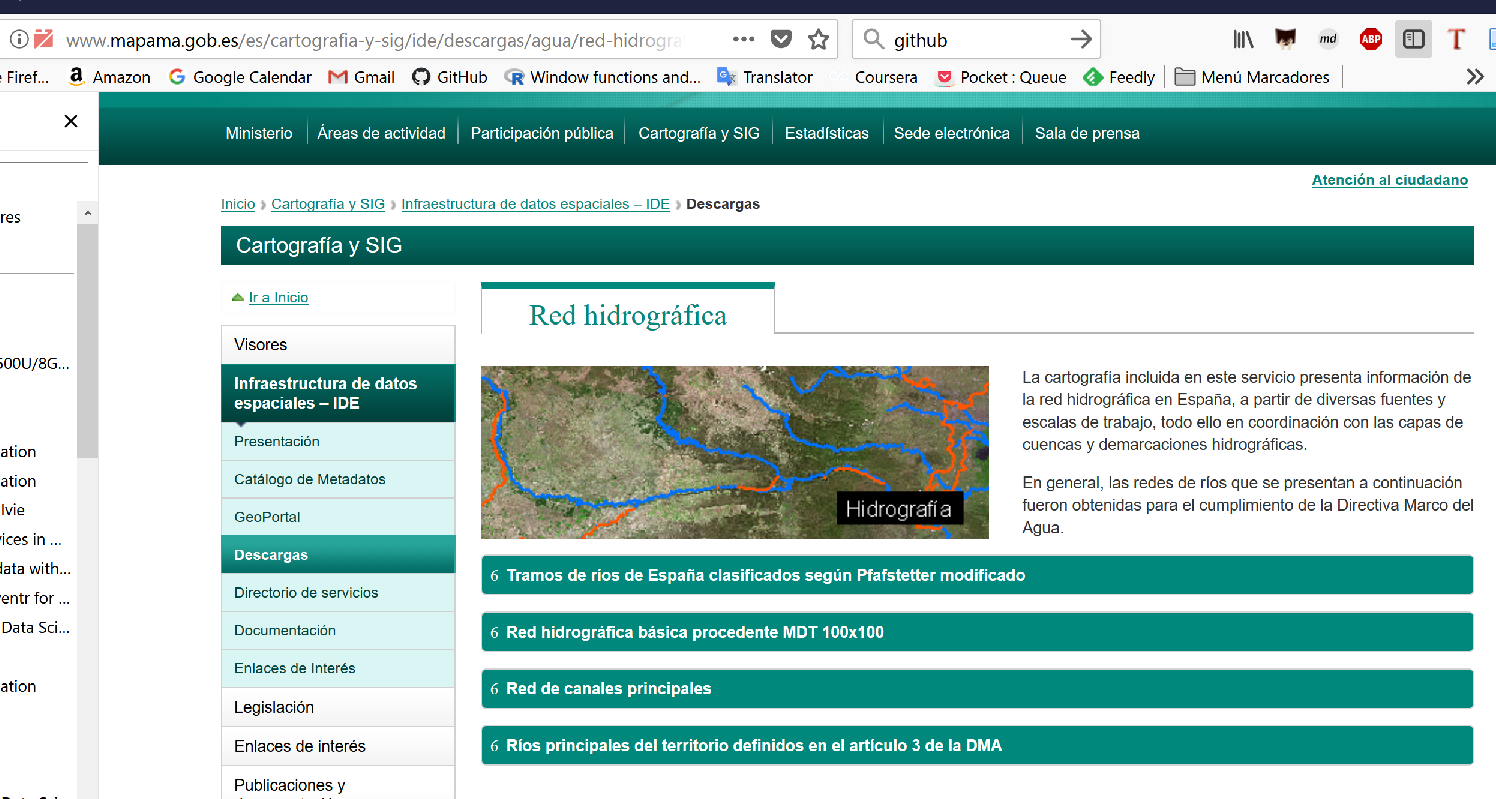 www.mapama.gob.es/es/cartografia-y-sig/ide/descargas/agua/red-hidrogra
github
md
ABP
T
Firef...
Amazon
Google Calendar
Gmail
GitHub
Window functions and...
Translator
Coursera
Pocket : Queue
Feedly
Menú Marcadores
Ministerio
Áreas de actividad
Participación pública
Cartografía y SIG
Estadísticas
Sede electrónica
Sala de prensa
Atención al ciudadano
Inicio
Cartografía y SIG
Infraestructura de datos espaciales – IDE
Descargas
Cartografía y SIG
res
500U/8G...
ation
ation
lvie
vices in ...
data with...
entr for ...
Data Sci...
ation
Ir a Inicio
Visores
Infraestructura de datos
espaciales – IDE
Presentación
Catálogo de Metadatos
GeoPortal
Descargas
Directorio de servicios
Documentación
Enlaces de Interés
Legislación
Enlaces de interés
Publicaciones y
Red hidrográfica
Hidrografía
La cartografía incluida en este servicio presenta información de
la red hidrográfica en España, a partir de diversas fuentes y
escalas de trabajo, todo ello en coordinación con las capas de
cuencas y demarcaciones hidrográficas.
En general, las redes de ríos que se presentan a continuación
fueron obtenidas para el cumplimiento de la Directiva Marco del
Agua.
6 Tramos de ríos de España clasificados según Pfafstetter modificado
6 Red hidrográfica básica procedente MDT 100x100
6 Red de canales principales
6 Ríos principales del territorio definidos en el artículo 3 de la DMA